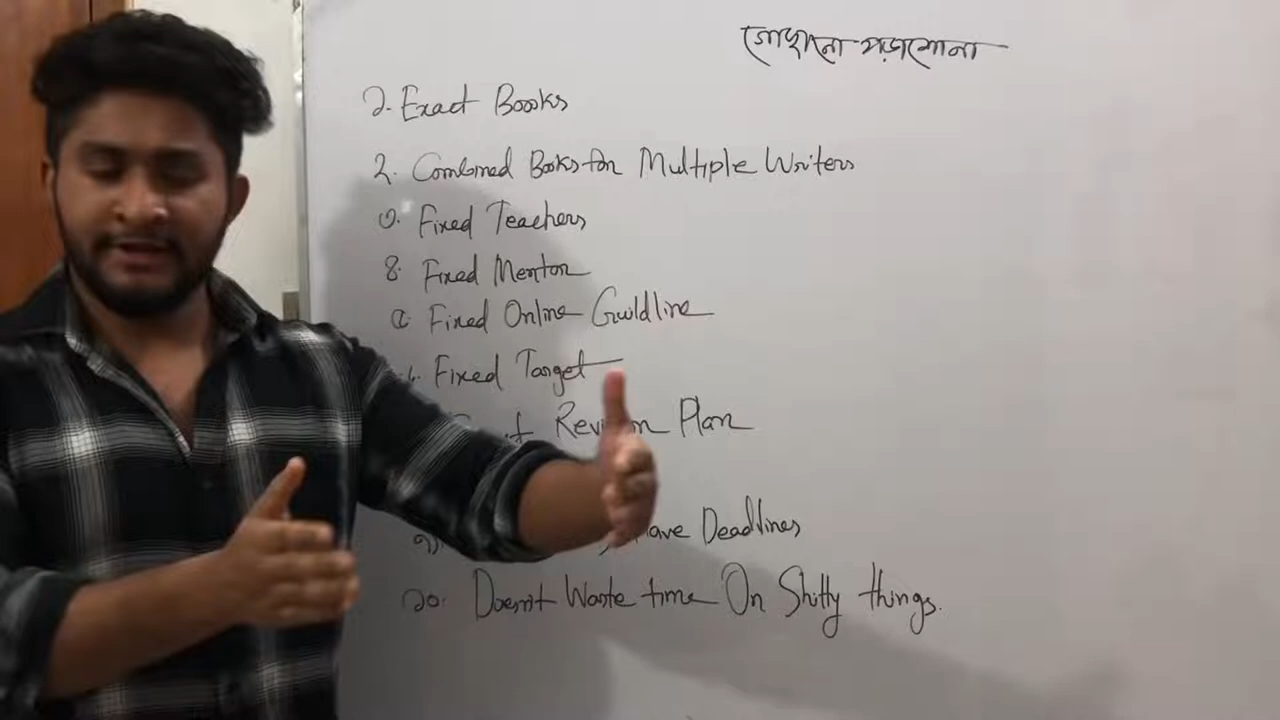 গোছানো পড়াশোনা
১. Exact Books
২. Combined Books for Multiple Writers
৩. Fixed Teachers
৪. Fixed Mentor
৫. Fixed Online Guildline
৬. Fixed Target
Plan
Deadlines
১০. Doesn't Waste time On Shitty things.